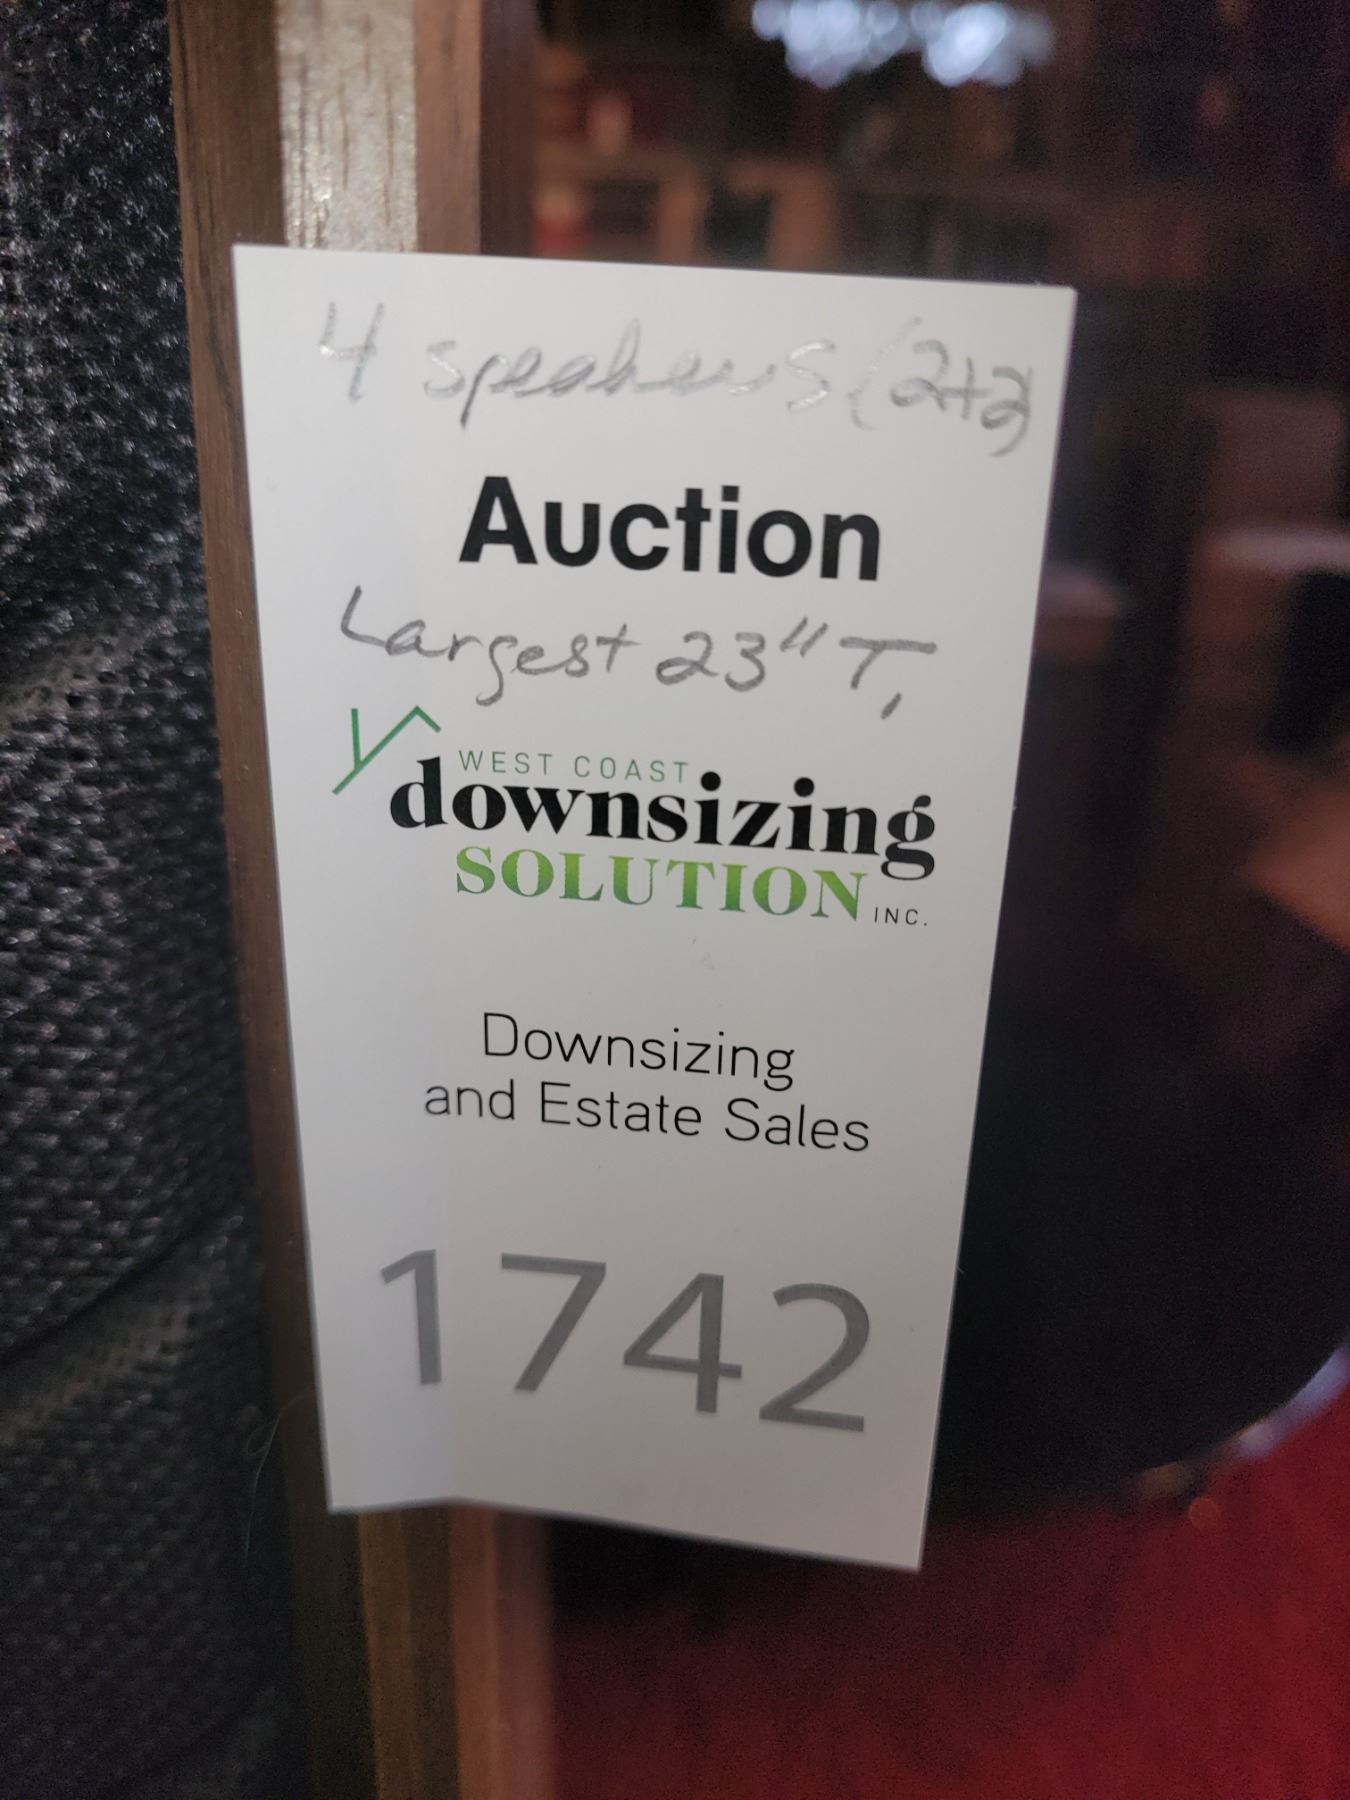 4 speakers (2+2)
Auction
Largest 23" T,
WEST COAST
downsizing
SOLUTION INC.
Downsizing
and Estate Sales
1742